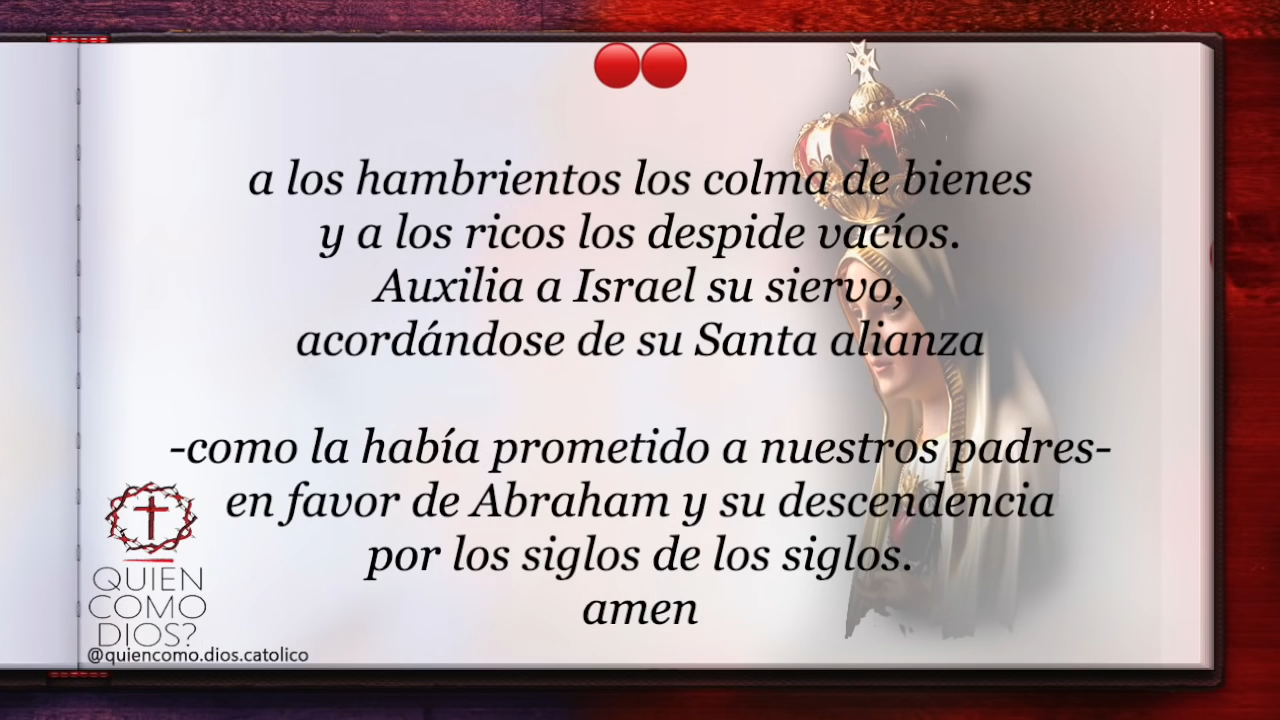 a los hambrientos los colma de bienes
y a los ricos los despide vacíos.
Auxilia a Israel su siervo,
acordándose de su Santa alianza
-como la había prometido a nuestros padres-
en favor de Abraham y su descendencia
por los siglos de los siglos.
amen
QUIEN
COMO
DIOS?
@quiencomo.dios.catolico